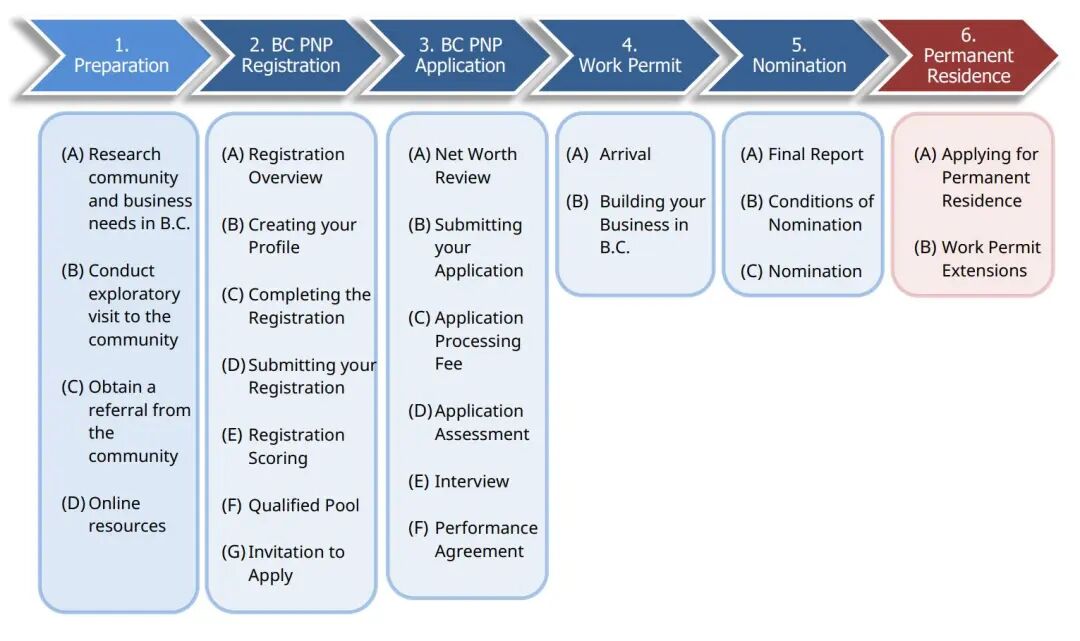 1.
Preparation
2. BC PNP
Registration
3. BC PNP
Application
4.
Work Permit
5.
Nomination
6.
Permanent
Residence
(A) Research
community
and business
needs in B.C.
(B) Conduct
exploratory
visit to the
community
(C) Obtain a
referral from
the
community
(D) Online
resources
(A) Registration
Overview
(B) Creating your
Profile
(C) Completing the
Registration
(D) Submitting your
Registration
(E) Registration
Scoring
(F) Qualified Pool
(G) Invitation to
Apply
(A) Net Worth
Review
(B) Submitting
your
Application
(C) Application
Processing
Fee
(D) Application
Assessment
(E) Interview
(F) Performance
Agreement
(A) Arrival
(B) Building your
Business in
B.C.
(A) Final Report
(B) Conditions of
Nomination
(C) Nomination
(A) Applying for
Permanent
Residence
(B) Work Permit
Extensions